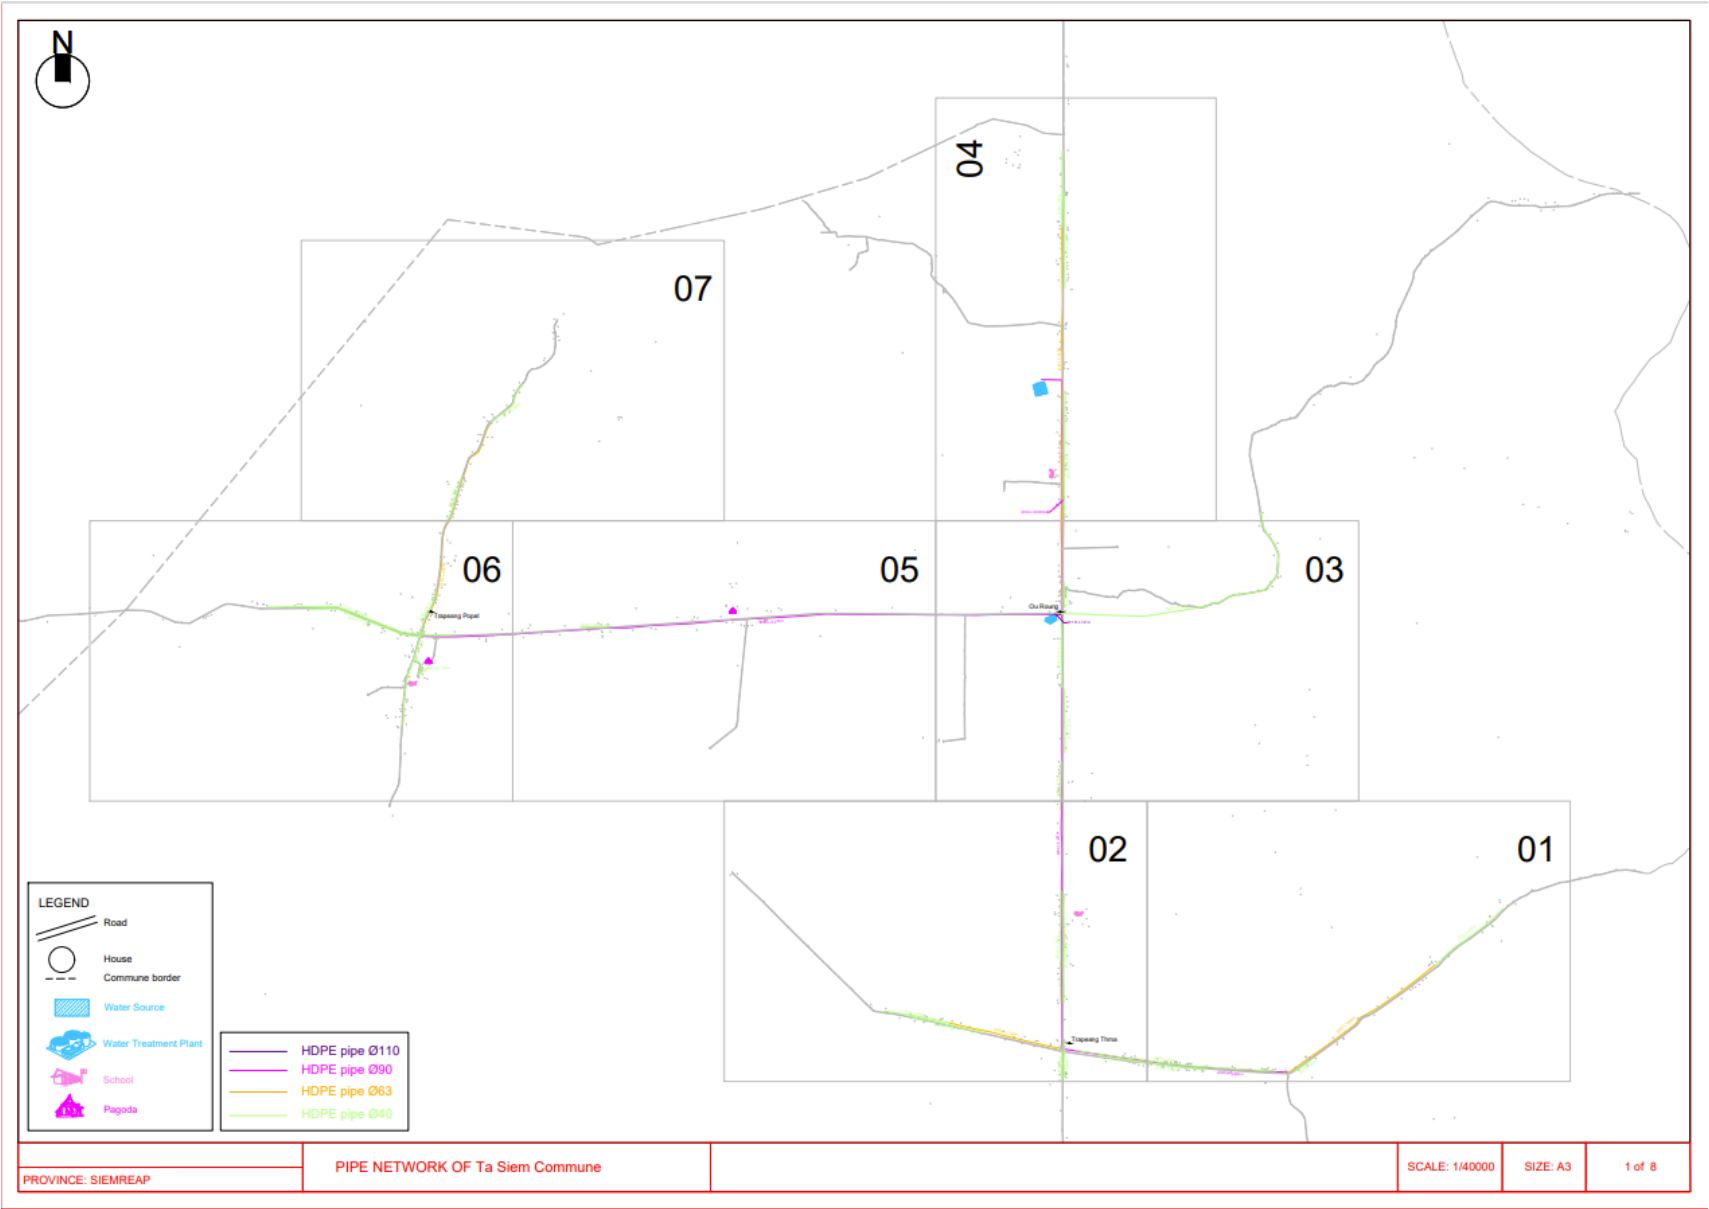 N
04
07
06
05
03
Ou Roung
Trapeang Popel
02
01
Trapeang Thma
LEGEND
Road
House
Commune border
Water Source
Water Treatment Plant
School
Pagoda
HDPE pipe Ø110
HDPE pipe Ø90
HDPE pipe Ø63
HDPE pipe Ø40
PROVINCE: SIEMREAP
PIPE NETWORK OF Ta Siem Commune
SCALE: 1/40000
SIZE: A3
1 of 8